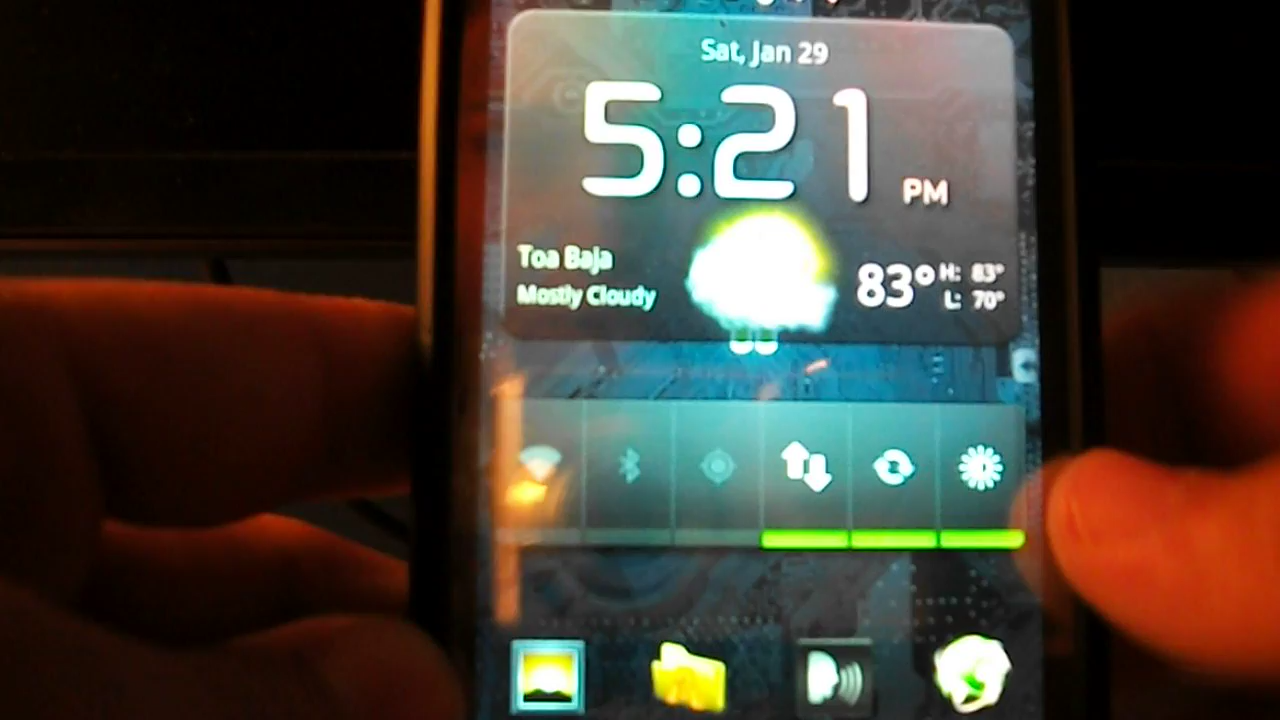 Sat, Jan 29
5:21 PM
Toa Baja
Mostly Cloudy
83° H: 83°
L: 70°